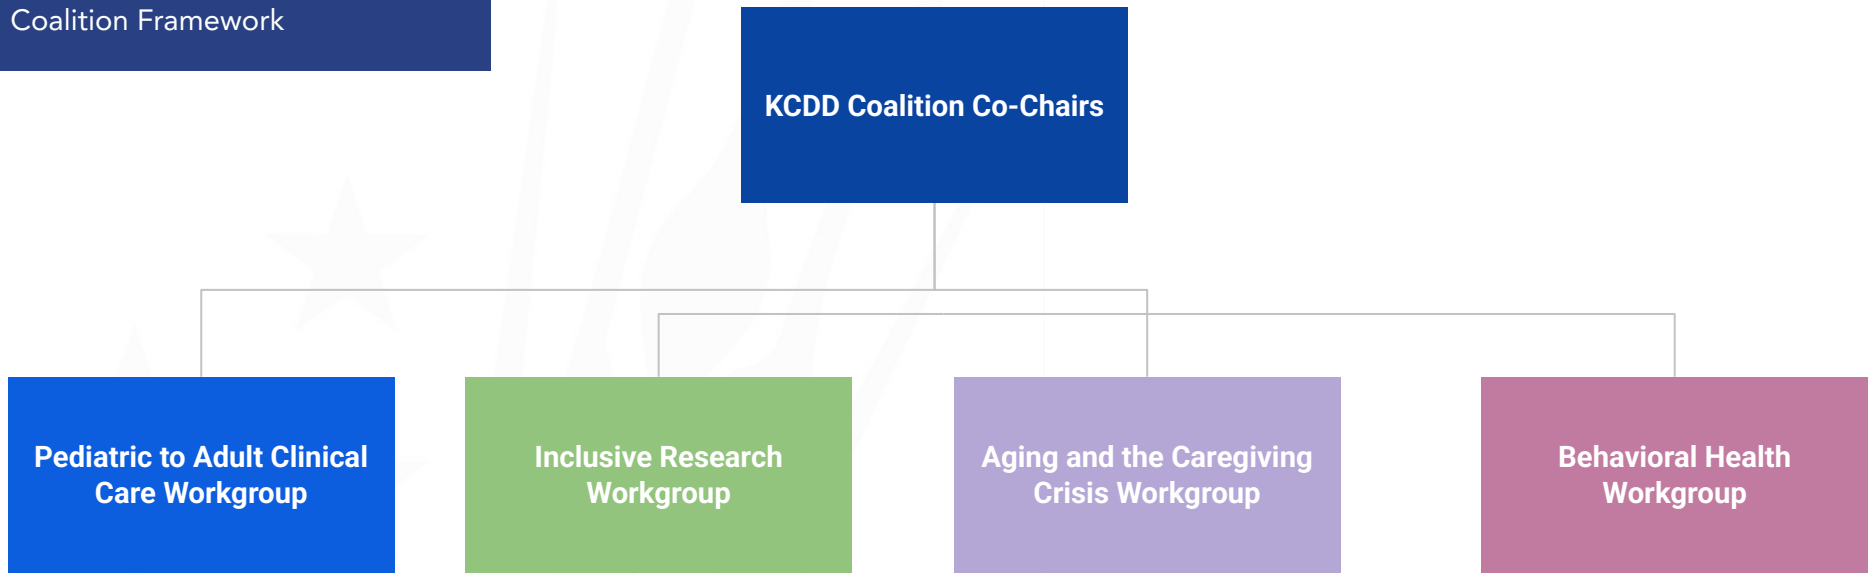 Coalition Framework
KCDD Coalition Co-Chairs
Pediatric to Adult Clinical
Care Workgroup
Inclusive Research
Workgroup
Aging and the Caregiving
Crisis Workgroup
Behavioral Health
Workgroup